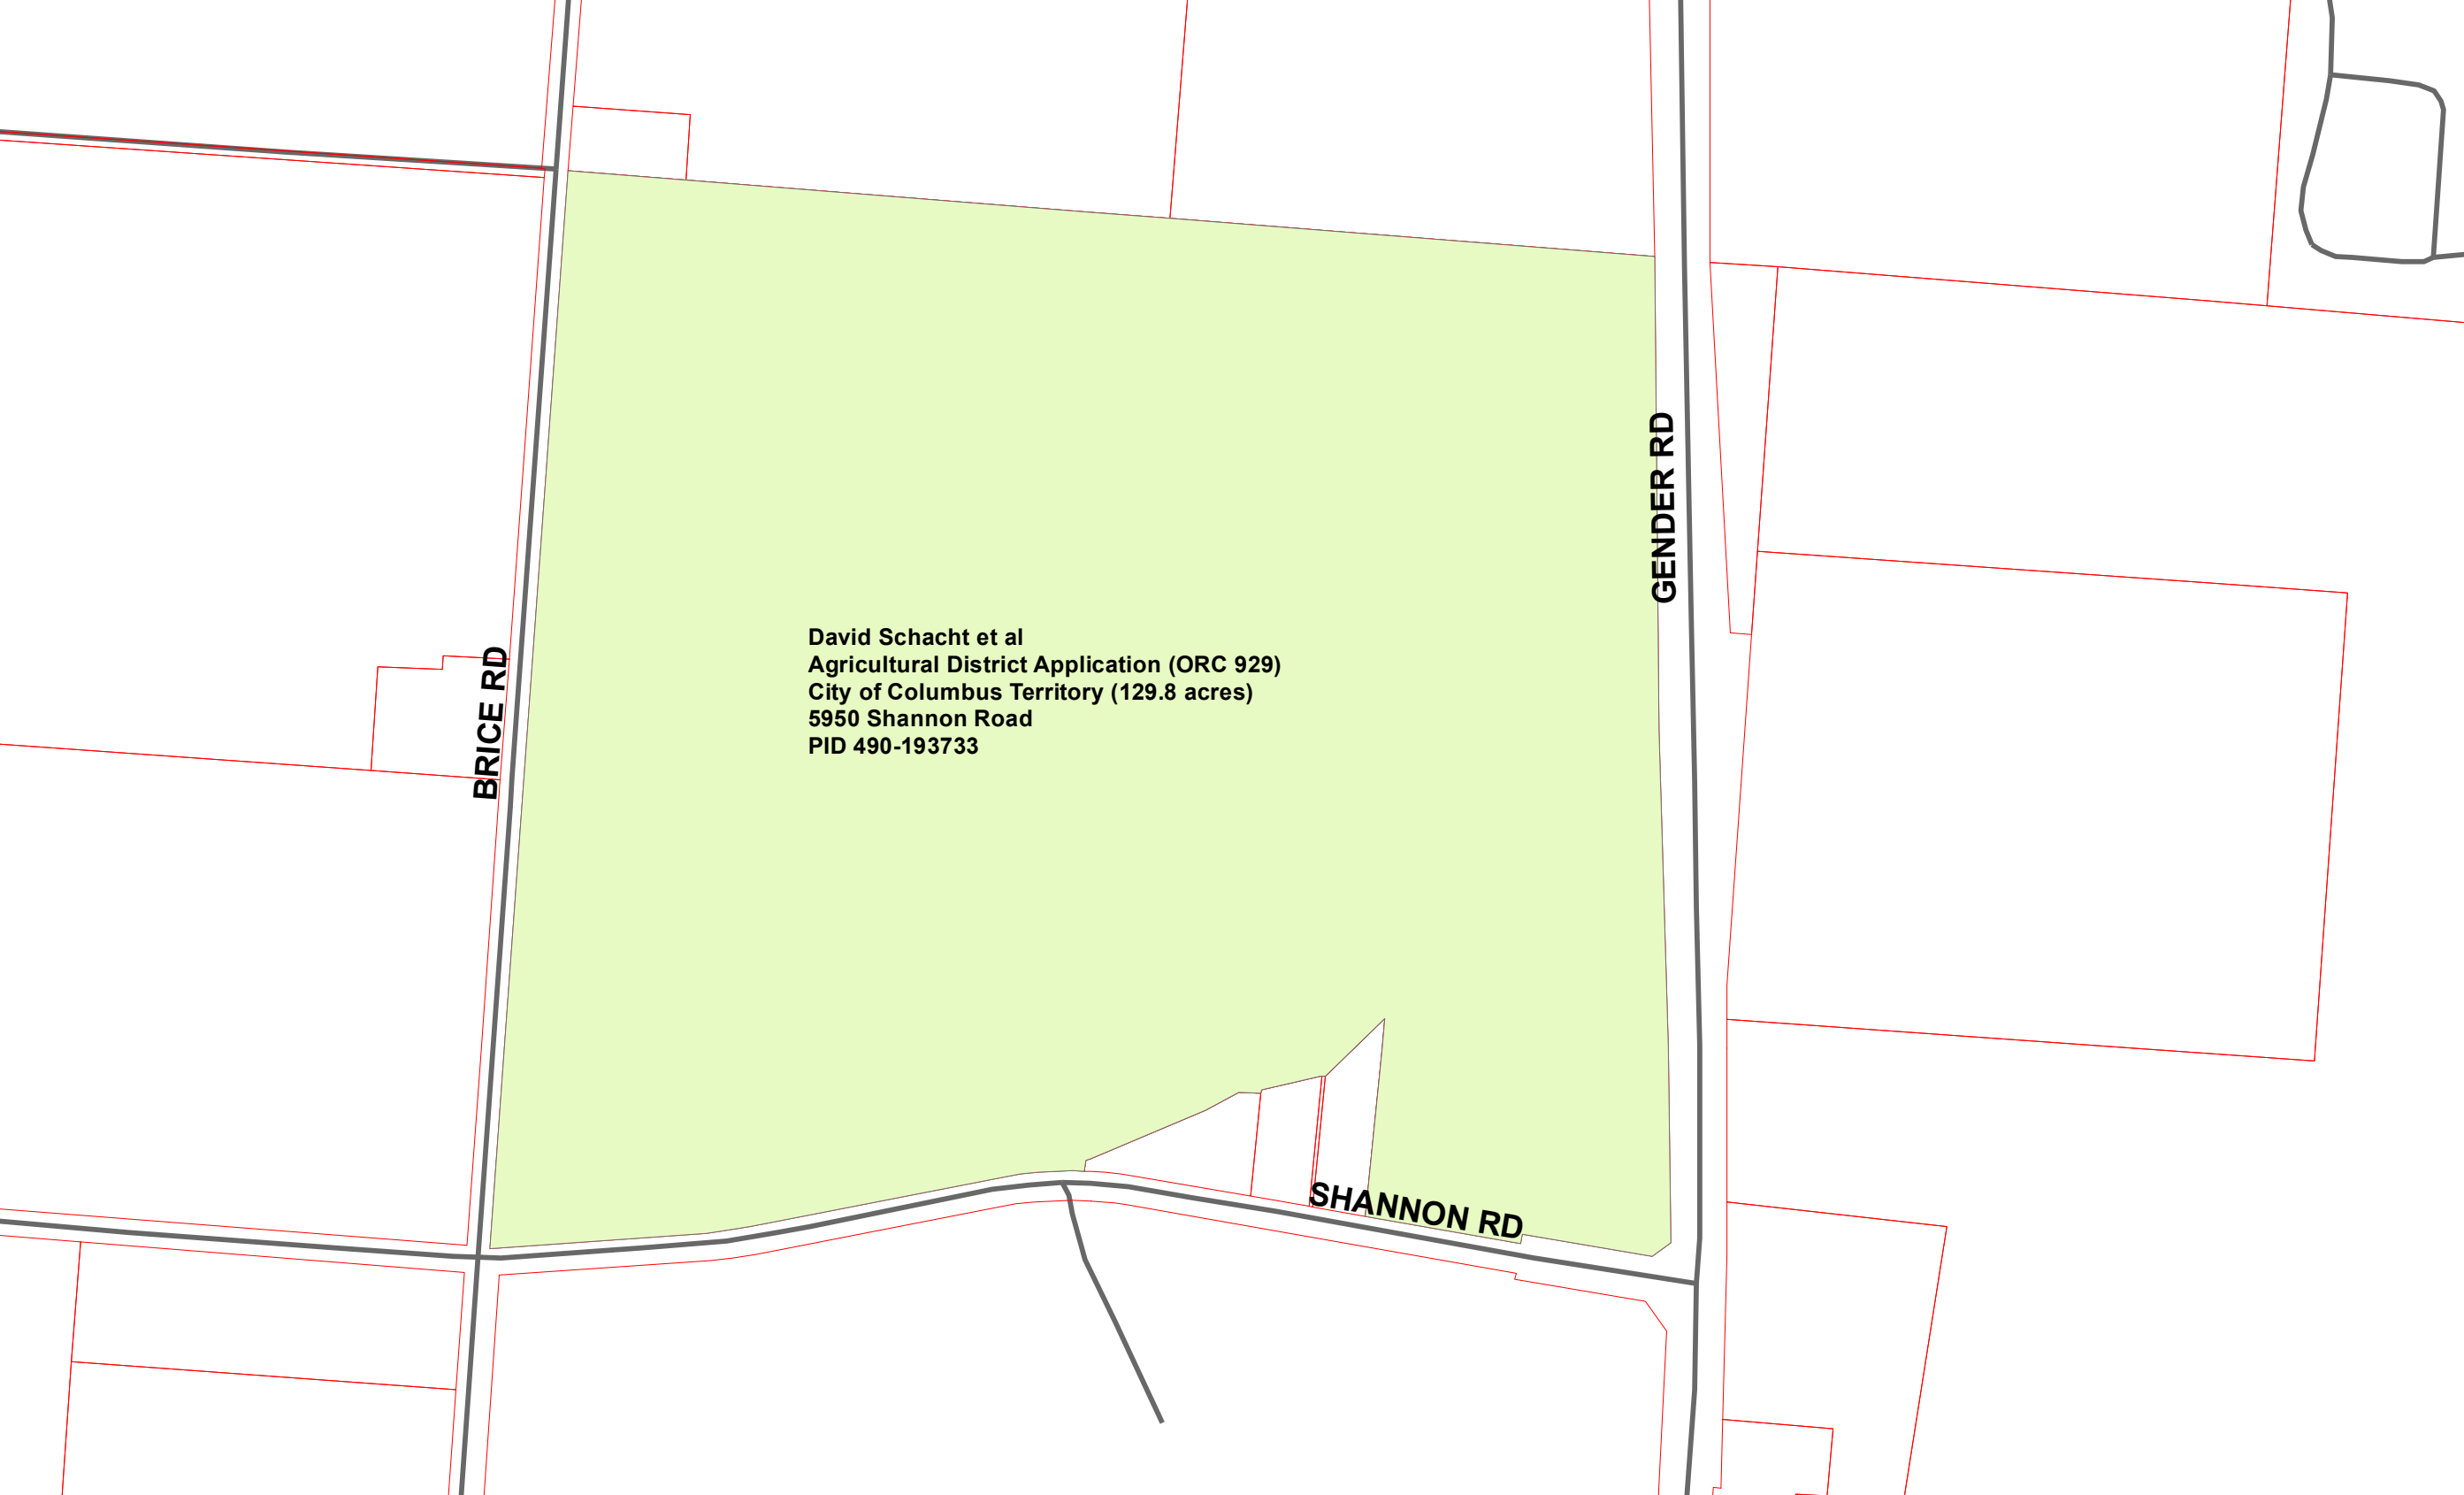 GENDER RD
David Schacht et al
Agricultural District Application (ORC 929)
City of Columbus Territory (129.8 acres)
5950 Shannon Road
PID 490-193733
BRICE RD
SHANNON RD